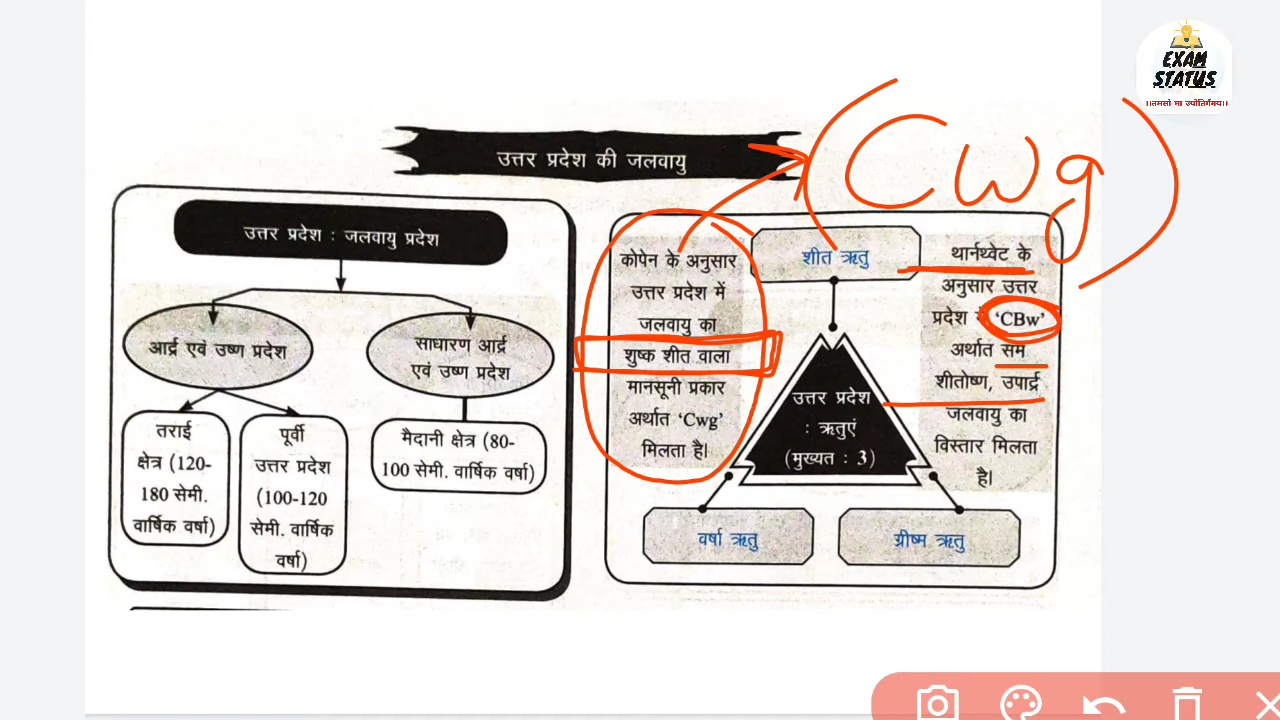 EXAM
STATUS
।।तमसो मा ज्योतिर्गमय।।
Cwg
उत्तर प्रदेश की जलवायु
उत्तर प्रदेश : जलवायु प्रदेश
आर्द्र एवं उष्ण प्रदेश
साधारण आर्द्र
एवं उष्ण प्रदेश
तराई
क्षेत्र (120-
180 सेमी.
वार्षिक वर्षा)
पूर्वी
उत्तर प्रदेश
(100-120
सेमी. वार्षिक
वर्षा)
मैदानी क्षेत्र (80-
100 सेमी. वार्षिक वर्षा)
कोपेन के अनुसार
उत्तर प्रदेश में
जलवायु का
शुष्क शीत वाला
मानसूनी प्रकार
अर्थात 'Cwg'
मिलता है।
शीत ऋतु
उत्तर प्रदेश
: ऋतुएं
(मुख्यत : 3)
वर्षा ऋतु
ग्रीष्म ऋतु
थार्नथ्वेट के
अनुसार उत्तर
प्रदेश 'CBw'
अर्थात सम
शीतोष्ण, उपार्द्र
जलवायु का
विस्तार मिलता
है।